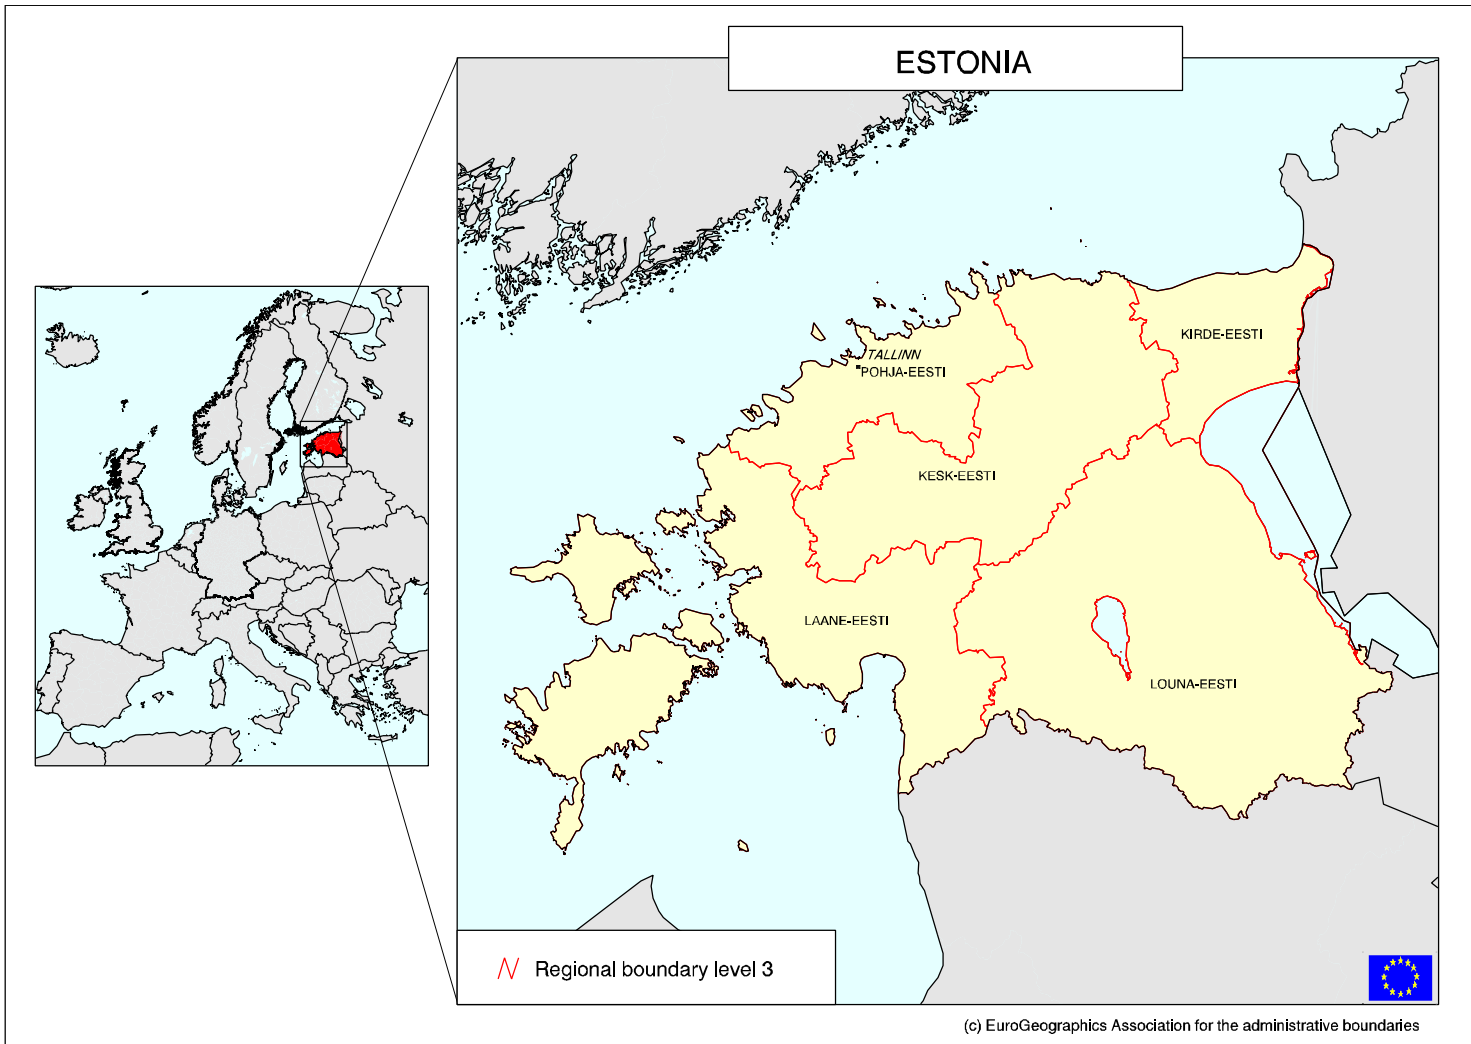 ESTONIA
KIRDE-EESTI
TALLINN
POHJA-EESTI
KESK-EESTI
LAANE-EESTI
LOUNA-EESTI
Regional boundary level 3
(c) EuroGeographics Association for the administrative boundaries